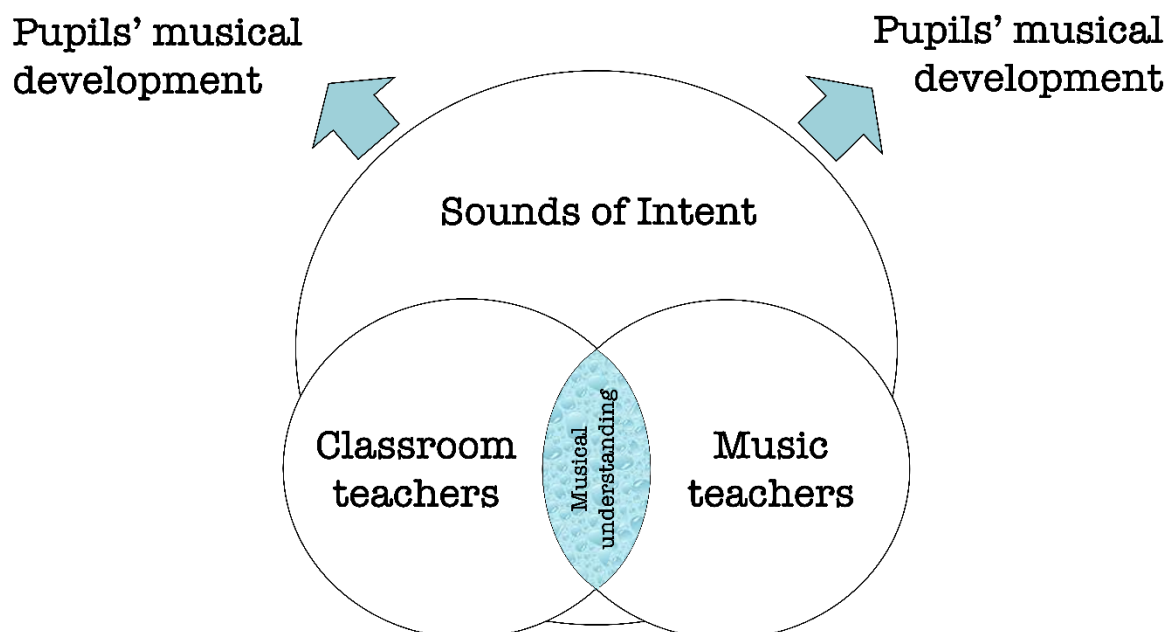 Pupils’ musical
development
Pupils’ musical
development
Sounds of Intent
Classroom
teachers
Musical
understanding
Music
teachers